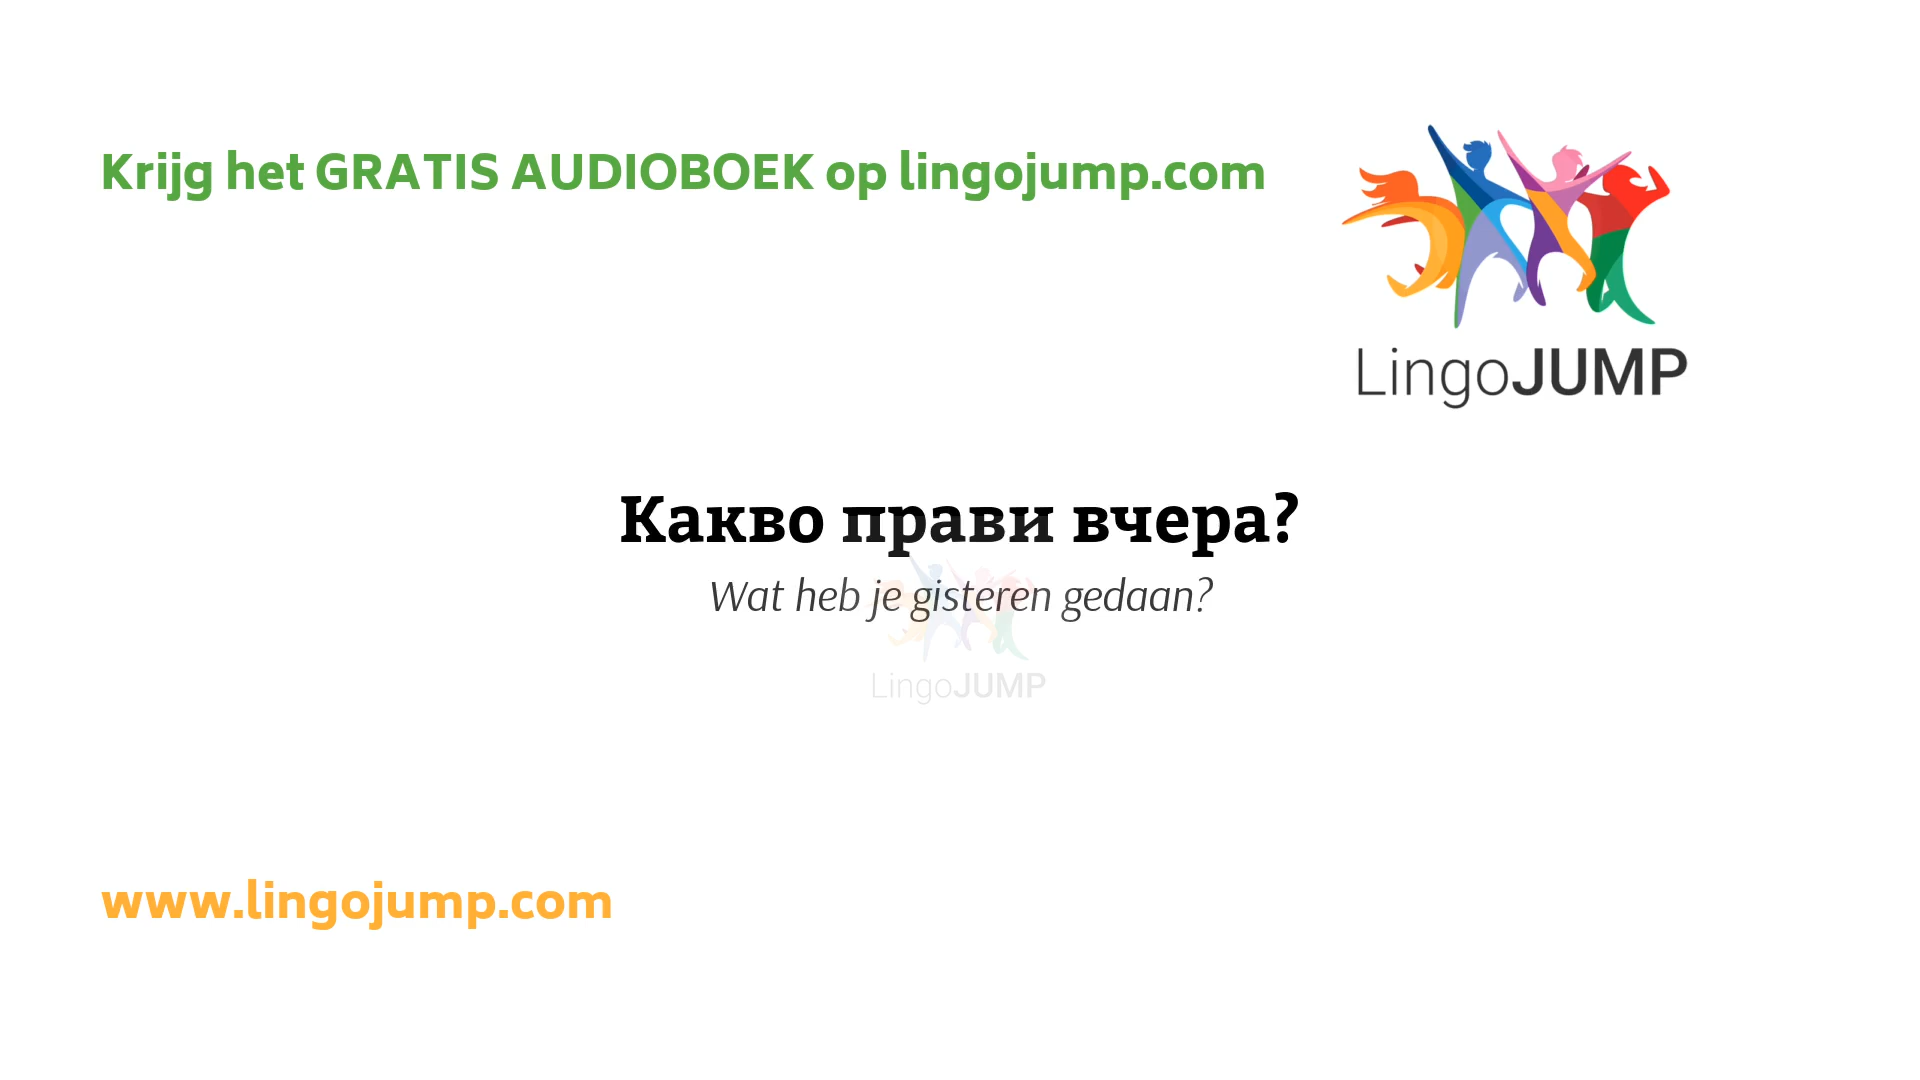 Krijg het GRATIS AUDIOBOEK op lingojump.com
LingoJUMP
Какво прави вчера?
Wat heb je gisteren gedaan?
LingoJUMP
www.lingojump.com